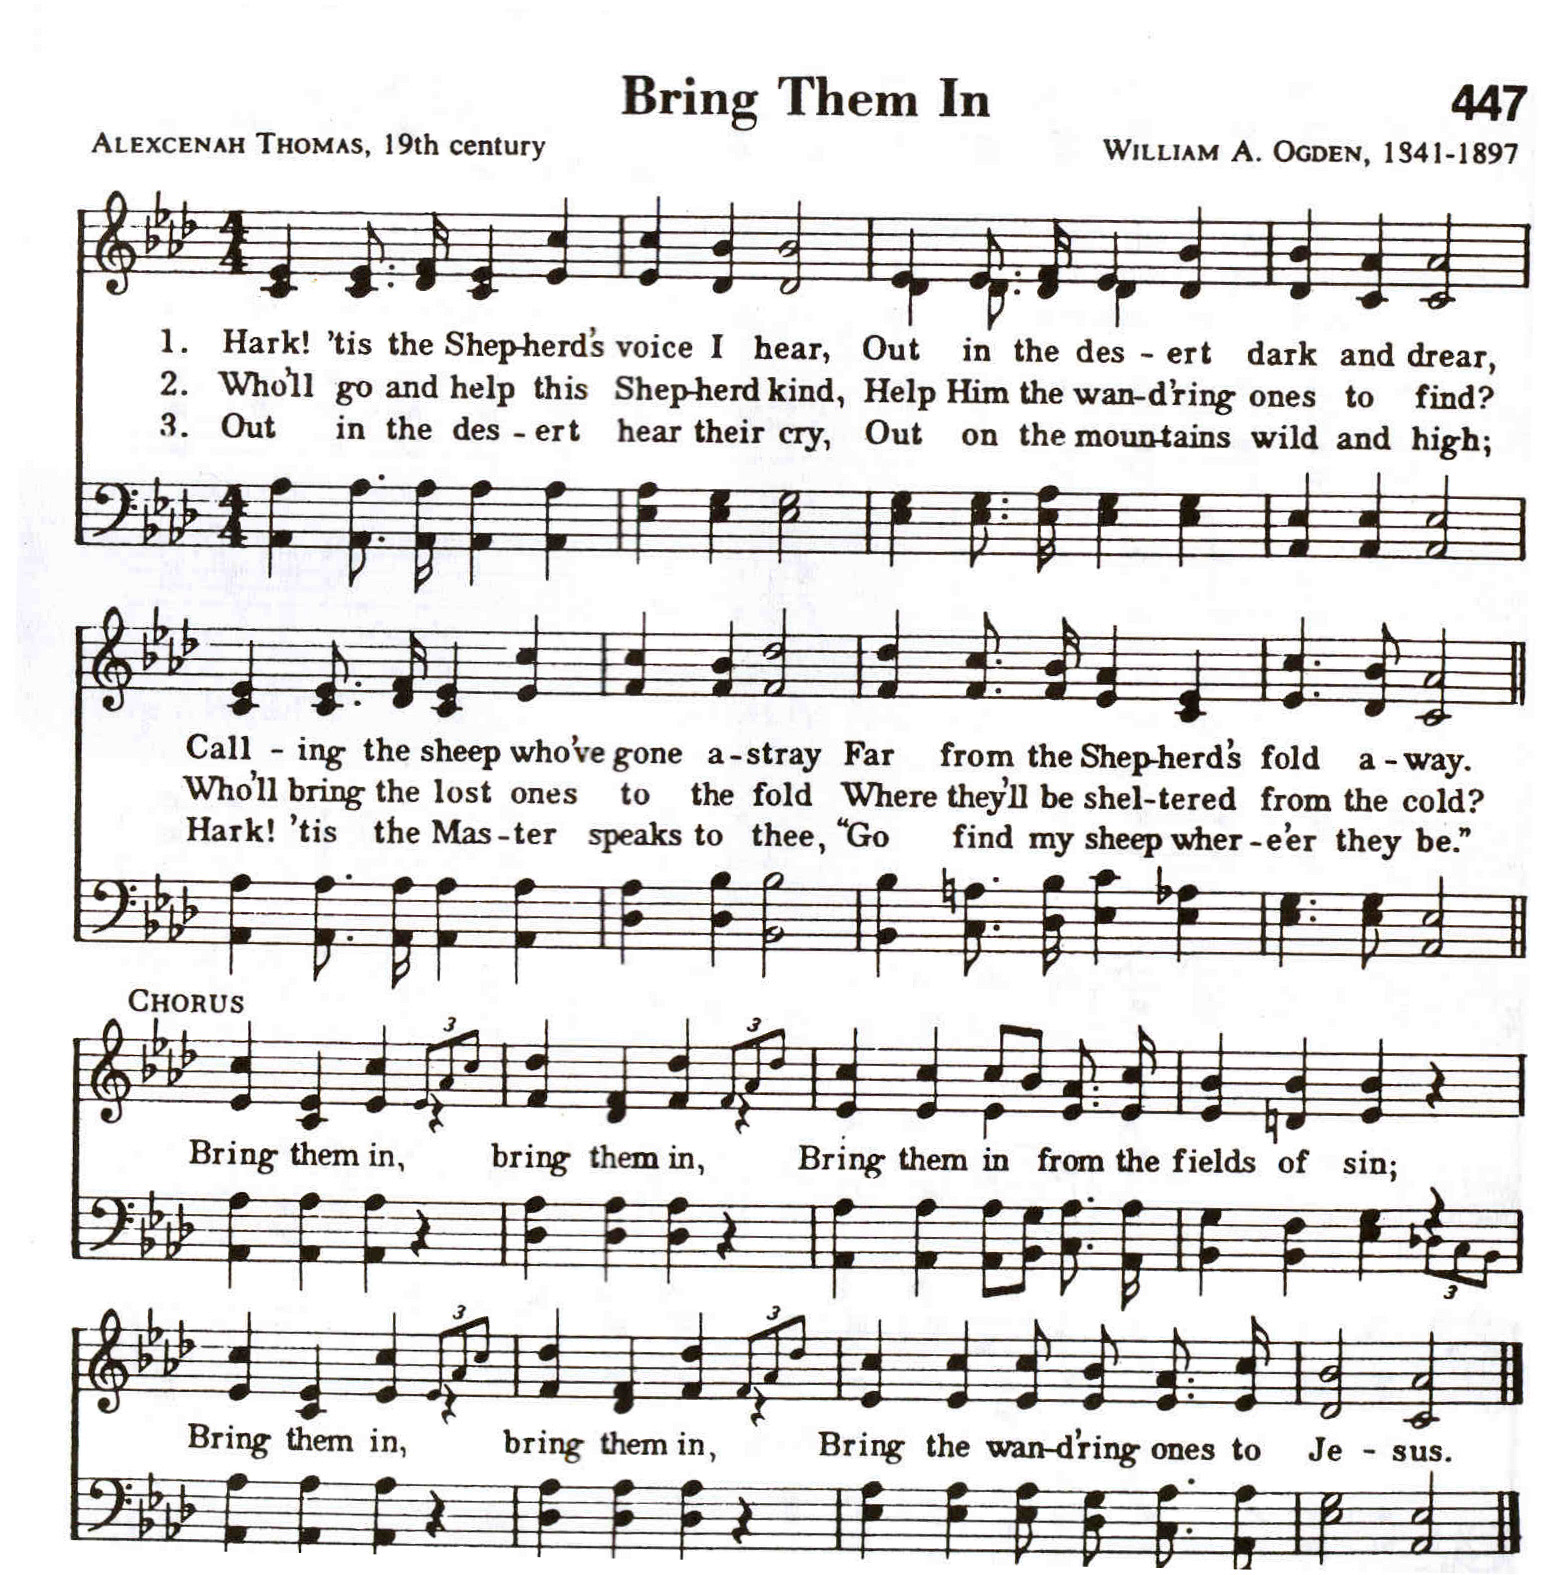 Bring Them In 447
ALEXCENAH THOMAS, 19th century WILLIAM A. OGDEN, 1841-1897
1. Hark! 'tis the Shep-herd's voice I hear, Out in the des - ert dark and drear,
2. Who'll go and help this Shep-herd kind, Help Him the wan-d'ring ones to find?
3. Out in the des - ert hear their cry, Out on the moun-tains wild and high;
Call - ing the sheep who've gone a - stray Far from the Shep-herd's fold a - way.
Who'll bring the lost ones to the fold Where they'll be shel-tered from the cold?
Hark! 'tis the Mas - ter speaks to thee, "Go find my sheep wher - e'er they be."
CHORUS
3 3
Bring them in, bring them in, Bring them in from the fields of sin;
3
3 3
Bring them in, bring them in, Bring the wan-d'ring ones to Je - sus.